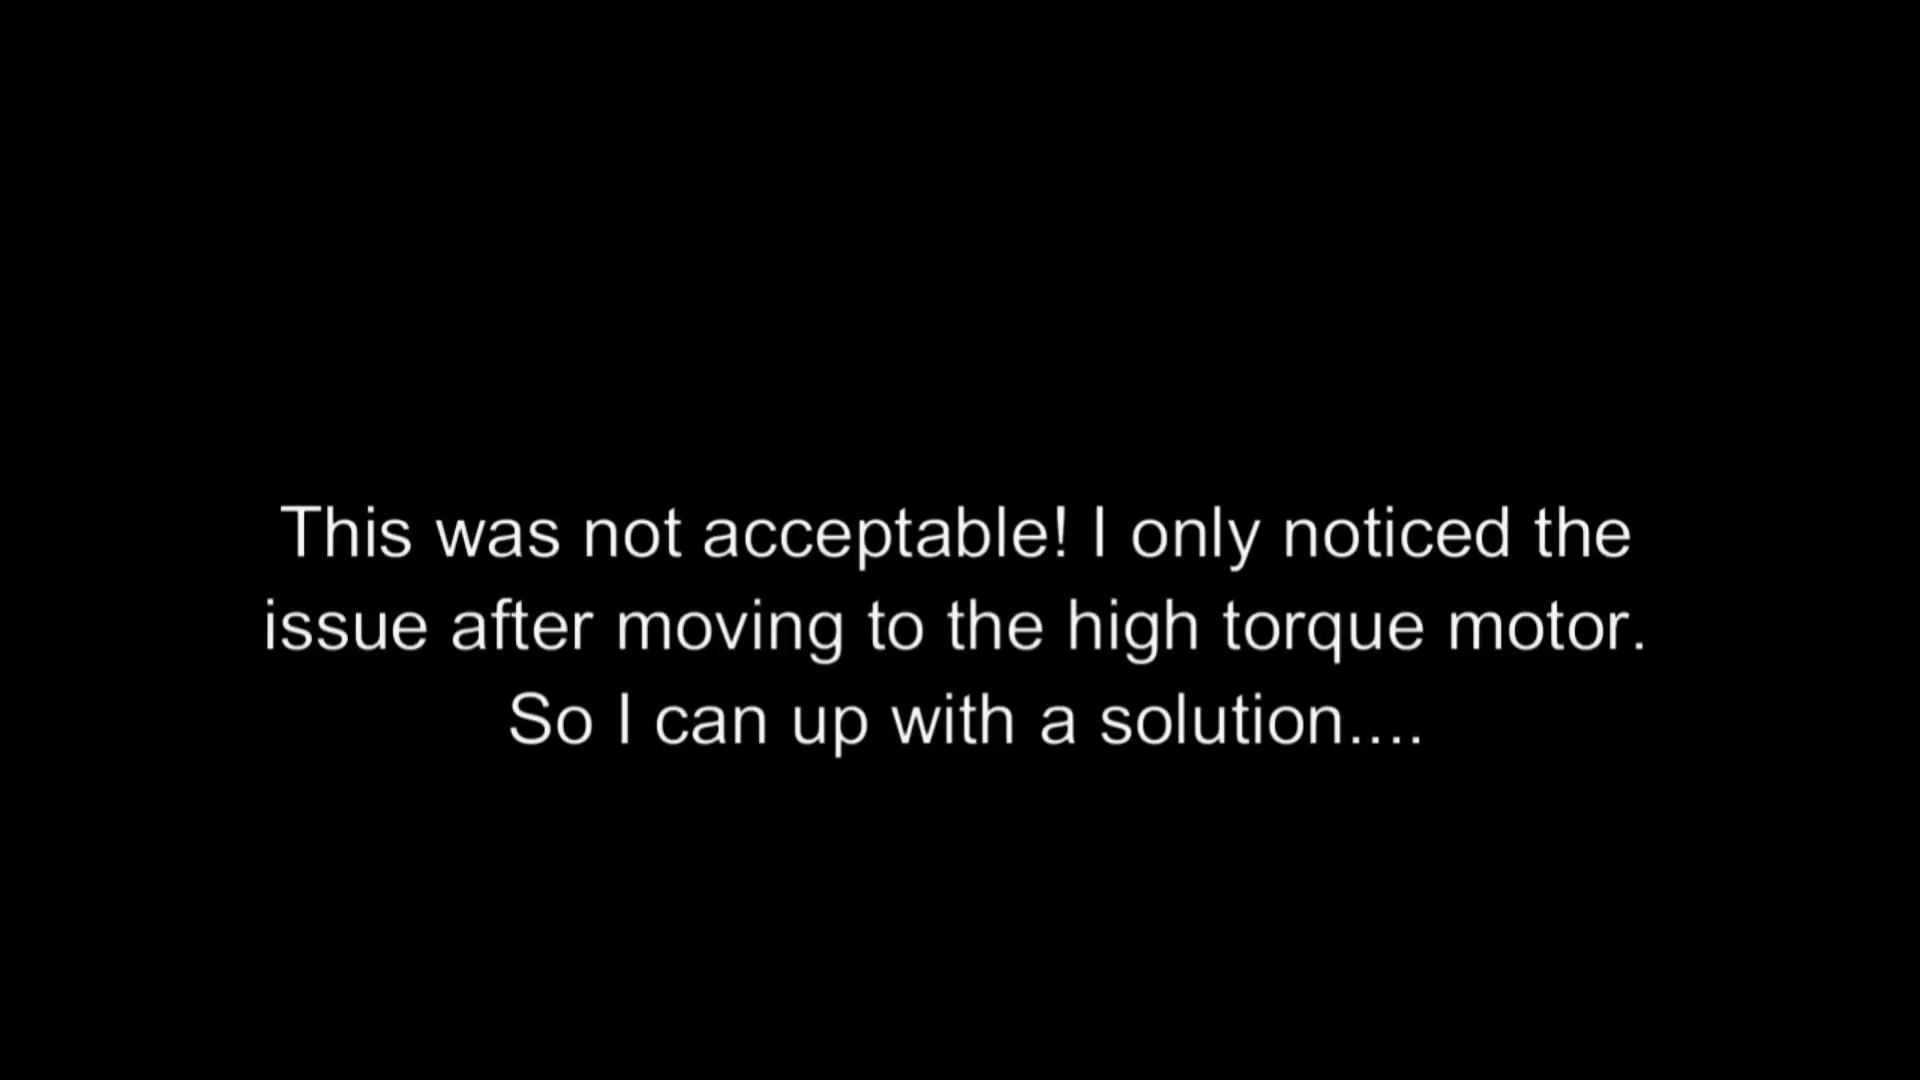 This was not acceptable! I only noticed the
issue after moving to the high torque motor.
So I can up with a solution....